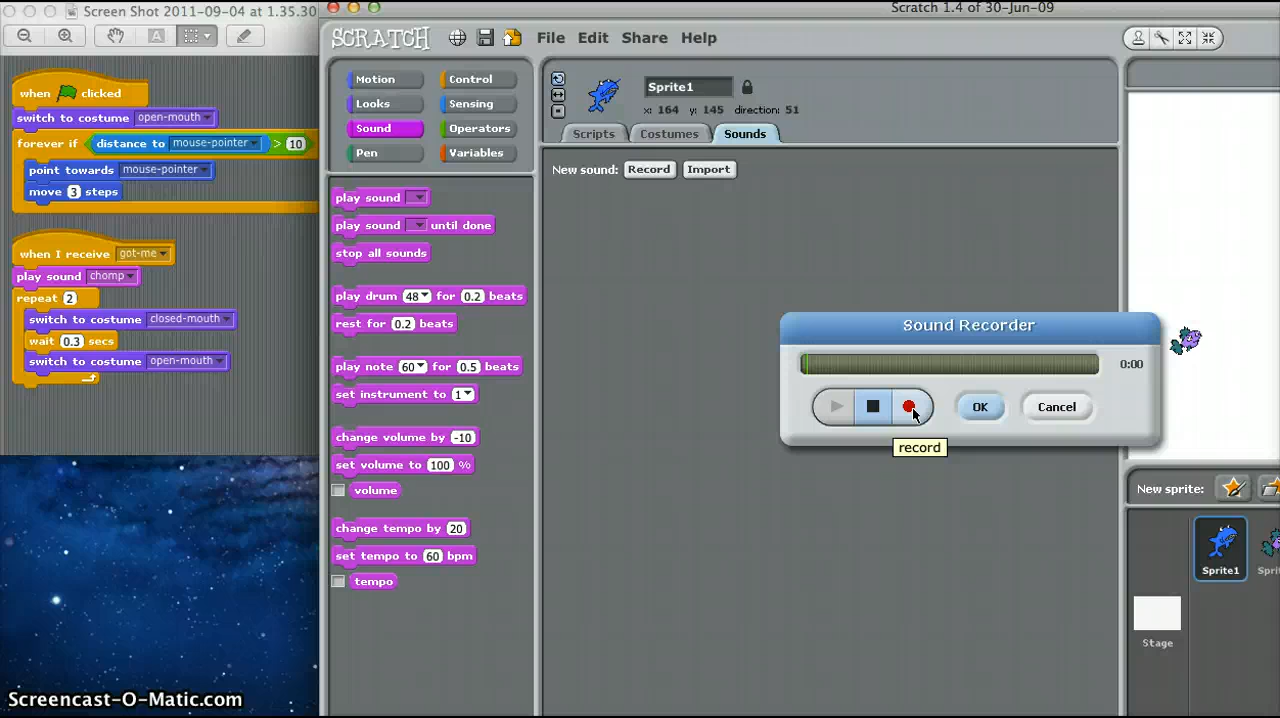 Screen Shot 2011-09-04 at 1.35.30
when clicked
switch to costume open-mouth
forever if distance to mouse-pointer > 10
point towards mouse-pointer
move 3 steps
when I receive got-me
play sound chomp
repeat 2
switch to costume closed-mouth
wait 0.3 secs
switch to costume open-mouth
Screencast-O-Matic.com
Scratch 1.4 of 30-Jun-09
SCRATCH
File Edit Share Help
Motion Control
Looks Sensing
Sound Operators
Pen Variables
play sound
play sound until done
stop all sounds
play drum 48 for 0.2 beats
rest for 0.2 beats
play note 60 for 0.5 beats
set instrument to 1
change volume by -10
set volume to 100 %
volume
change tempo by 20
set tempo to 60 bpm
tempo
Sprite1
x: 164 y: 145 direction: 51
Scripts Costumes Sounds
New sound: Record Import
Sound Recorder
0:00
OK Cancel
record
New sprite:
Sprite1 Sprit
Stage